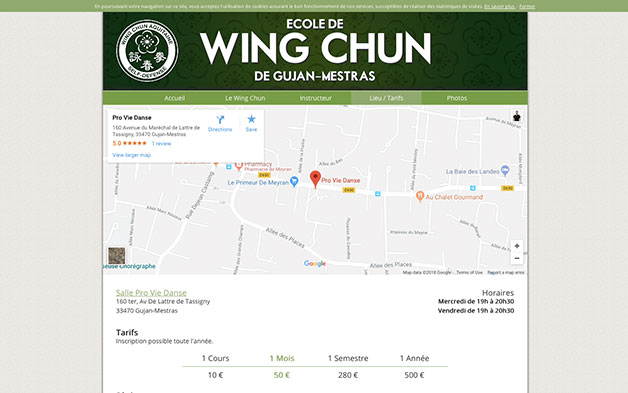 En poursuivant votre navigation sur ce site, vous acceptez l'utilisation de cookies assurant le bon fonctionnement de nos services, susceptibles de réaliser des statistiques de visites. En savoir plus - Fermer
WING CHUN AQUITAINE
詠春拳
SELF-DEFENSE
ECOLE DE
WING CHUN
DE GUJAN-MESTRAS
Accueil
Le Wing Chun
Instructeur
Lieu / Tarifs
Photos
Pro Vie Danse
160 Avenue du Maréchal de Lattre de
Tassigny, 33470 Gujan-Mestras
5.0 ★★★★★ 1 review
View larger map
Directions
Save
Pharmacy
Pharmacie de Meyran
Le Primeur De Meyran
D650
Pro Vie Danse
D650
Au Chalet Gourmand
La Baie des Landes
D650
Rue Dejean Castaing
Allée des Places
Allée des Places
Impasse du Meyne
Google
Map data ©2018 Google
Terms of Use
Report a map error
Salle Pro Vie Danse
160 ter, Av De Lattre de Tassigny
33470 Gujan-Mestras
Horaires
Mercredi de 19h à 20h30
Vendredi de 19h à 20h30
Tarifs
Inscription possible toute l'année.
1 Cours 1 Mois 1 Semestre 1 Année
10 € 50 € 280 € 500 €